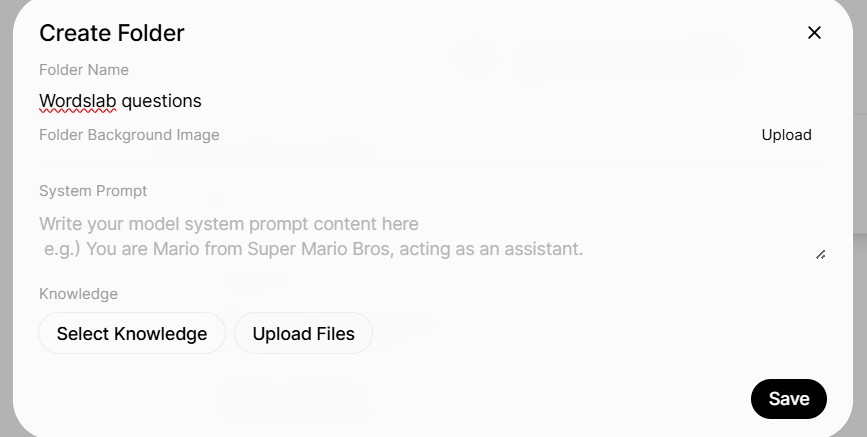 Create Folder
Folder Name
Wordslab questions
Folder Background Image Upload
System Prompt
Write your model system prompt content here
e.g.) You are Mario from Super Mario Bros, acting as an assistant.
Knowledge
Select Knowledge Upload Files
Save